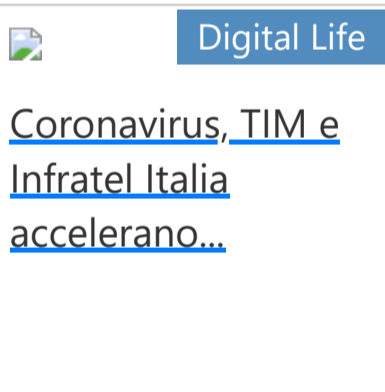 Digital Life
Coronavirus, TIM e
Infratel Italia
accelerano...